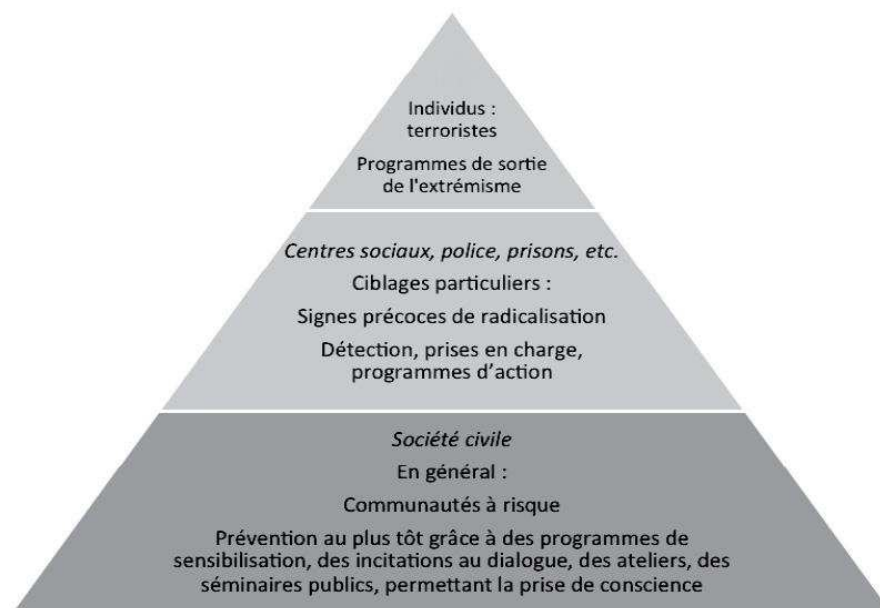 Individus :
terroristes
Programmes de sortie
de l'extrémisme
Centres sociaux, police, prisons, etc.
Ciblages particuliers :
Signes précoces de radicalisation
Détection, prises en charge,
programmes d’action
Société civile
En général :
Communautés à risque
Prévention au plus tôt grâce à des programmes de
sensibilisation, des incitations au dialogue, des ateliers, des
séminaires publics, permettant la prise de conscience